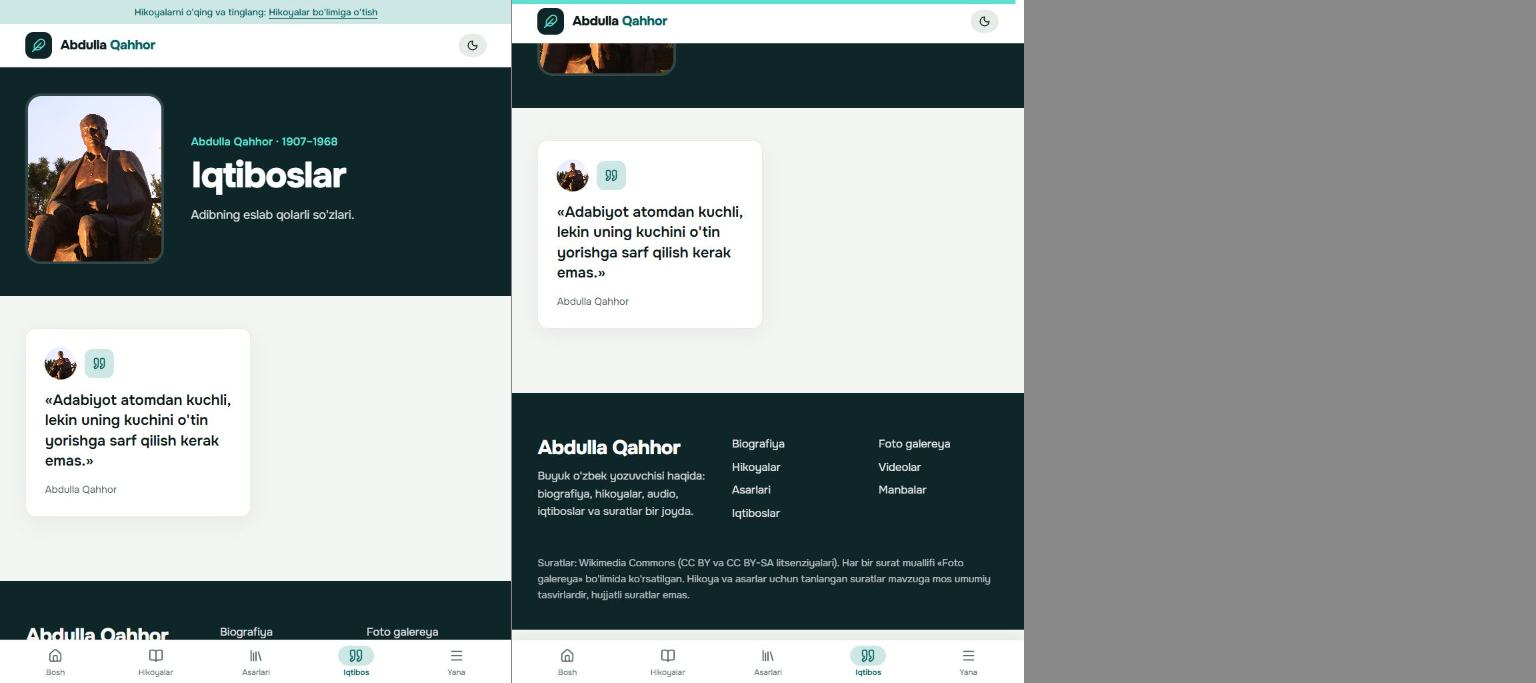 Hikoyalarni o'qing va tinglang: Hikoyalar bo'limiga o'tish
Abdulla Qahhor
Abdulla Qahhor · 1907–1968
Iqtiboslar
Adibning eslab qolarli so'zlari.
«Adabiyot atomdan kuchli,
lekin uning kuchini o'tin
yorishga sarf qilish kerak
emas.»
Abdulla Qahhor
Abdulla Qahhor
Biografiya
Foto galereya
Bosh
Hikoyalar
Asarlari
Iqtibos
Yana
Abdulla Qahhor
«Adabiyot atomdan kuchli,
lekin uning kuchini o'tin
yorishga sarf qilish kerak
emas.»
Abdulla Qahhor
Abdulla Qahhor
Buyuk o'zbek yozuvchisi haqida:
biografiya, hikoyalar, audio,
iqtiboslar va suratlar bir joyda.
Biografiya
Hikoyalar
Asarlari
Iqtiboslar
Foto galereya
Videolar
Manbalar
Suratlar: Wikimedia Commons (CC BY va CC BY-SA litsenziyalari). Har bir surat muallifi «Foto
galereya» bo'limida ko'rsatilgan. Hikoya va asarlar uchun tanlangan suratlar mavzuga mos umumiy
tasvirlardir, hujjatli suratlar emas.
Bosh
Hikoyalar
Asarlari
Iqtibos
Yana